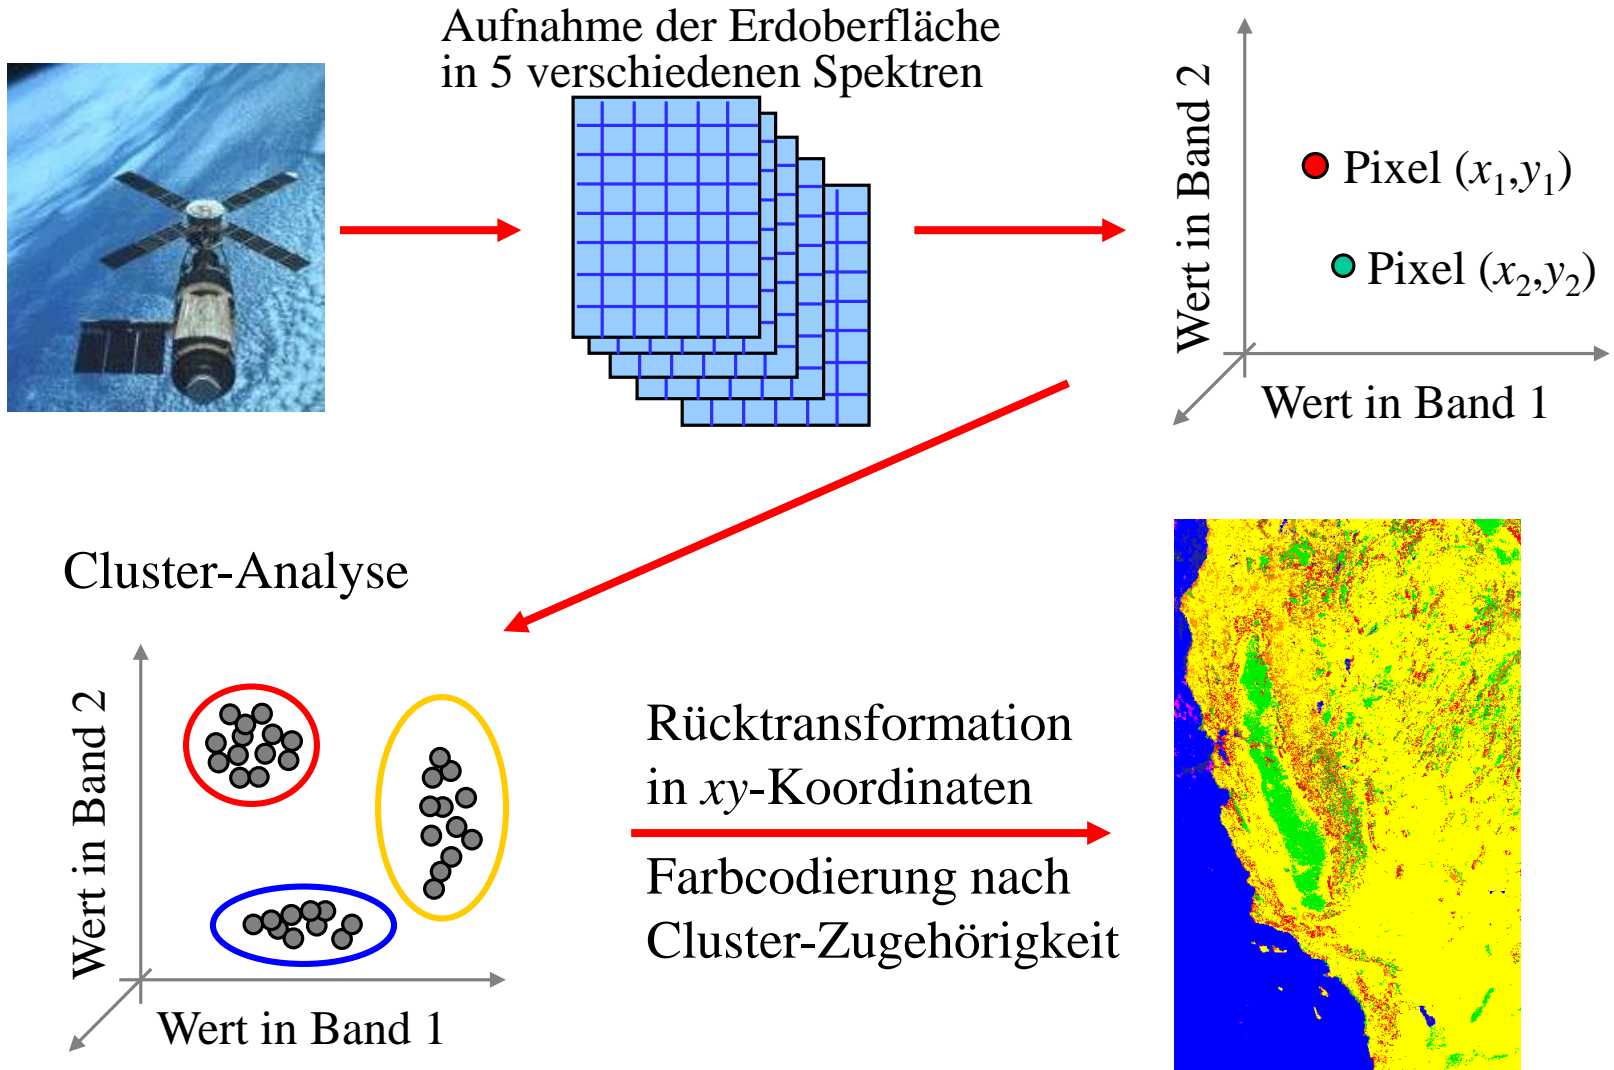 Aufnahme der Erdoberfläche
in 5 verschiedenen Spektren
Wert in Band 2
Pixel (x₁,y₁)
Pixel (x₂,y₂)
Wert in Band 1
Cluster-Analyse
Wert in Band 2
Wert in Band 1
Rücktransformation
in xy-Koordinaten
Farbcodierung nach
Cluster-Zugehörigkeit